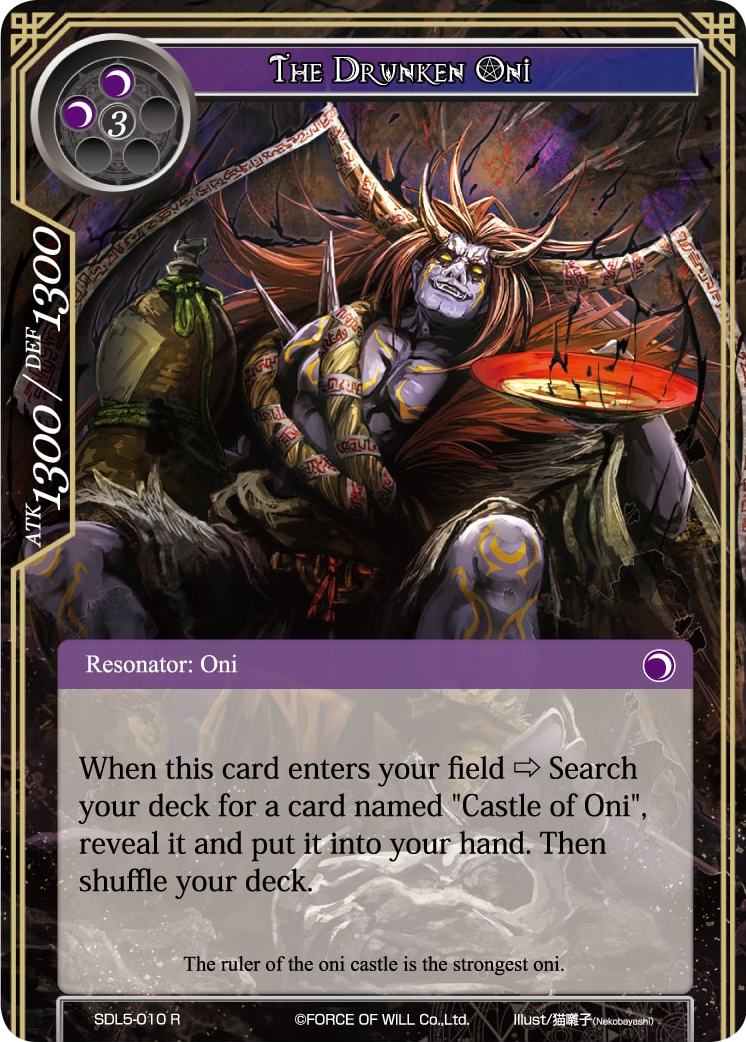 The Drunken Oni
3
ATK 1300 / DEF 1300
Resonator: Oni
When this card enters your field ⇨ Search
your deck for a card named "Castle of Oni",
reveal it and put it into your hand. Then
shuffle your deck.
The ruler of the oni castle is the strongest oni.
SDL5-010 R ©FORCE OF WILL Co.,Ltd. Illust/猫囃子(Nekobayashi)